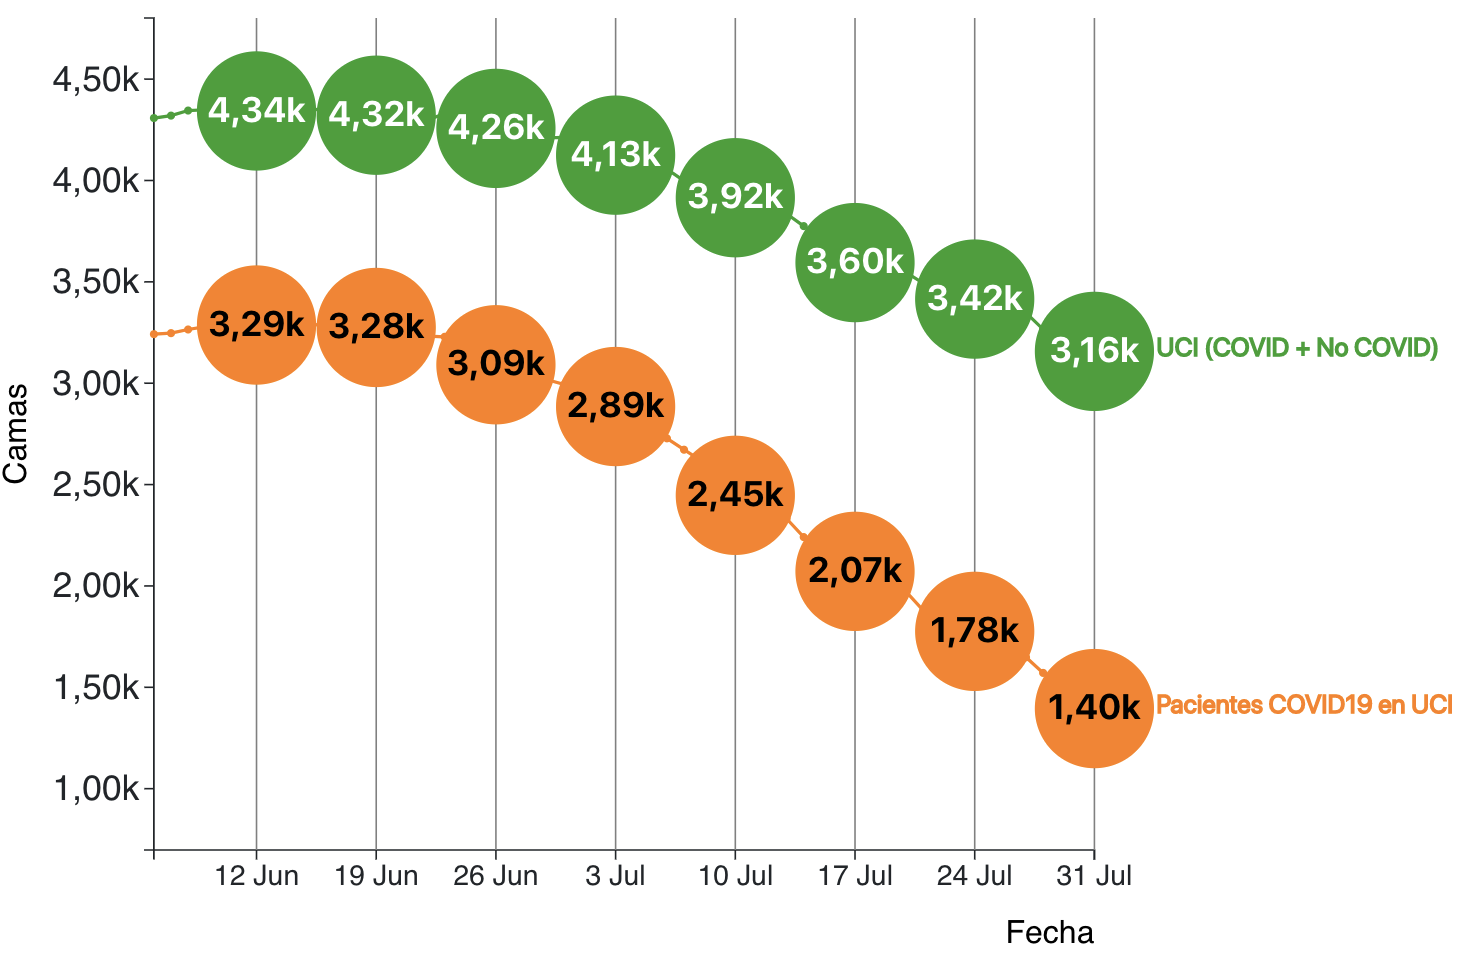 4,50k
4,00k
3,50k
3,00k
2,50k
2,00k
1,50k
1,00k
Camas
4,34k
4,32k
4,26k
4,13k
3,92k
3,60k
3,42k
3,16k
UCI (COVID + No COVID)
3,29k
3,28k
3,09k
2,89k
2,45k
2,07k
1,78k
1,40k
Pacientes COVID19 en UCI
12 Jun
19 Jun
26 Jun
3 Jul
10 Jul
17 Jul
24 Jul
31 Jul
Fecha